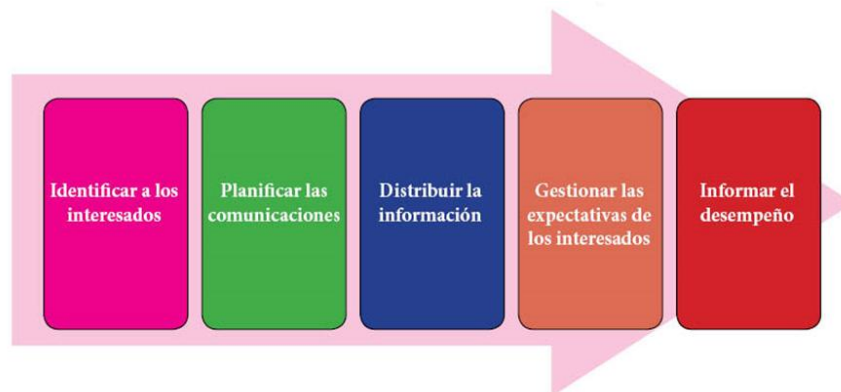 Identificar a los
interesados
Planificar las
comunicaciones
Distribuir la
información
Gestionar las
expectativas de
los interesados
Informar el
desempeño